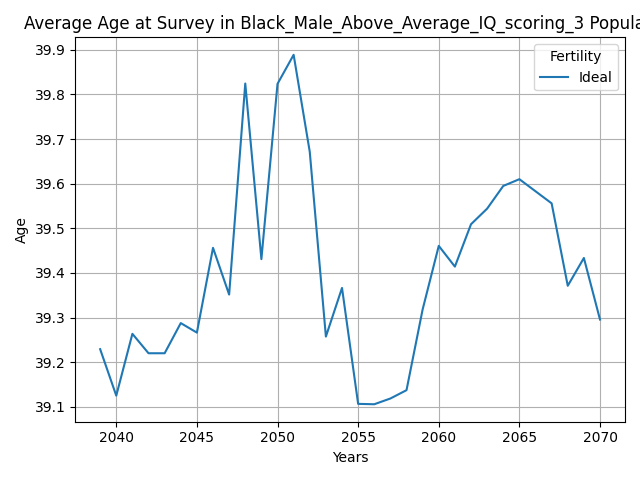 Average Age at Survey in Black_Male_Above_Average_IQ_scoring_3 Popula
Fertility
Ideal
39.9
39.8
39.7
39.6
39.5
39.4
39.3
39.2
39.1
Age
2040 2045 2050 2055 2060 2065 2070
Years